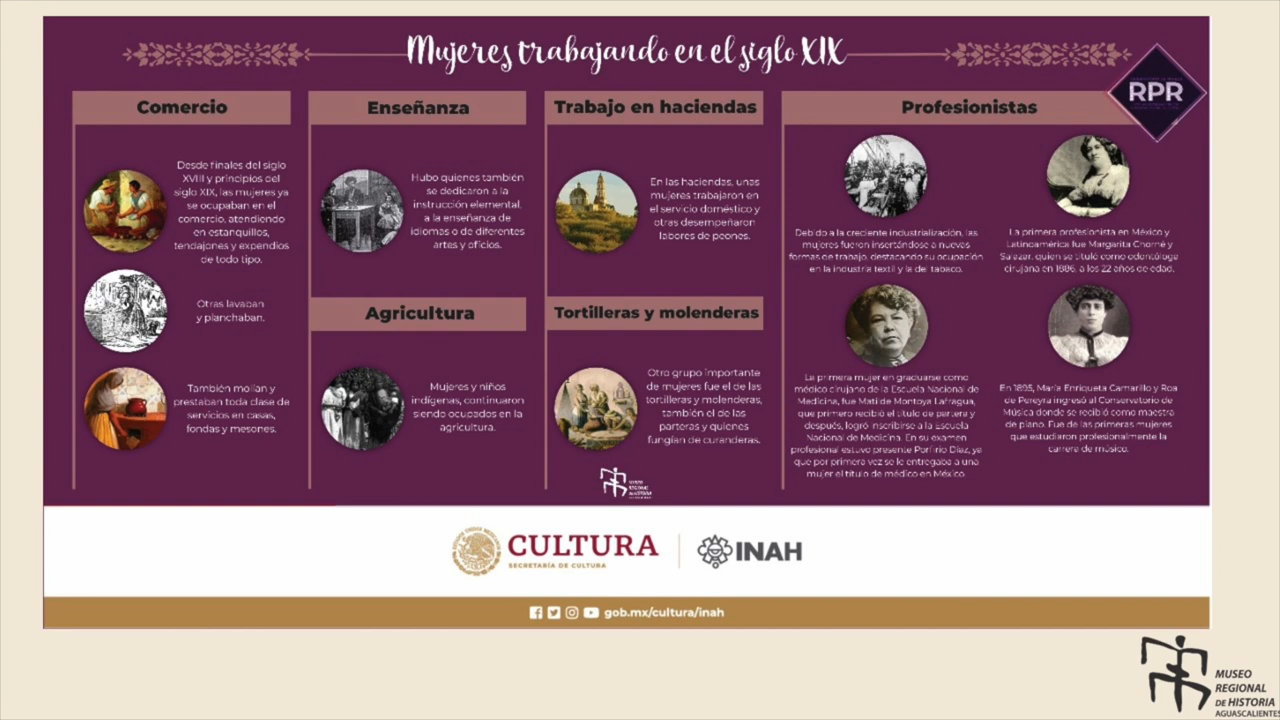 Mujeres trabajando en el siglo XIX
RPR
Comercio
Desde finales del siglo
XVIII y principios del
siglo XIX, las mujeres ya
se ocupaban en el
comercio, atendiendo
en estanquillos,
tendajones y expendios
de todo tipo.
Otras lavaban
y planchaban.
También molían y
prestaban toda clase de
servicios en casas,
fondas y mesones.
Enseñanza
Hubo quienes también
se dedicaron a la
instrucción elemental,
a la enseñanza de
idiomas o de diferentes
artes y oficios.
Agricultura
Mujeres y niños
indígenas, continuaron
siendo ocupados en la
agricultura.
Trabajo en haciendas
En las haciendas, unas
mujeres trabajaron en
el servicio doméstico y
otras desempeñaron
labores de peones.
Tortilleras y molenderas
Otro grupo importante
de mujeres fue el de las
tortilleras y molenderas,
también el de las
parteras y quienes
fungían de curanderas.
MUSEO
REGIONAL
DE HISTORIA
Profesionistas
Debido a la creciente industrialización, las
mujeres fueron insertándose a nuevas
formas de trabajo, destacando su ocupación
en la industria textil y la del tabaco.
La primera profesionista en México y
Latinoamérica fue Margarita Chorné y
Salazar, quien se tituló como odontóloga
cirujana en 1886, a los 22 años de edad.
La primera mujer en graduarse como
médico cirujano de la Escuela Nacional de
Medicina, fue Matilde Montoya Lafragua,
que primero recibió el título de partera y
después, logró inscribirse a la Escuela
Nacional de Medicina. En su examen
profesional estuvo presente Porfirio Díaz, ya
que por primera vez se le entregaba a una
mujer el título de médico en México.
En 1895, María Enriqueta Camarillo y Roa
de Pereyra ingresó al Conservatorio de
Música donde se recibió como maestra
de piano. Fue de las primeras mujeres
que estudiaron profesionalmente la
carrera de músico.
CULTURA
SECRETARÍA DE CULTURA
INAH
gob.mx/cultura/inah
MUSEO
REGIONAL
DE HISTORIA
AGUASCALIENTES